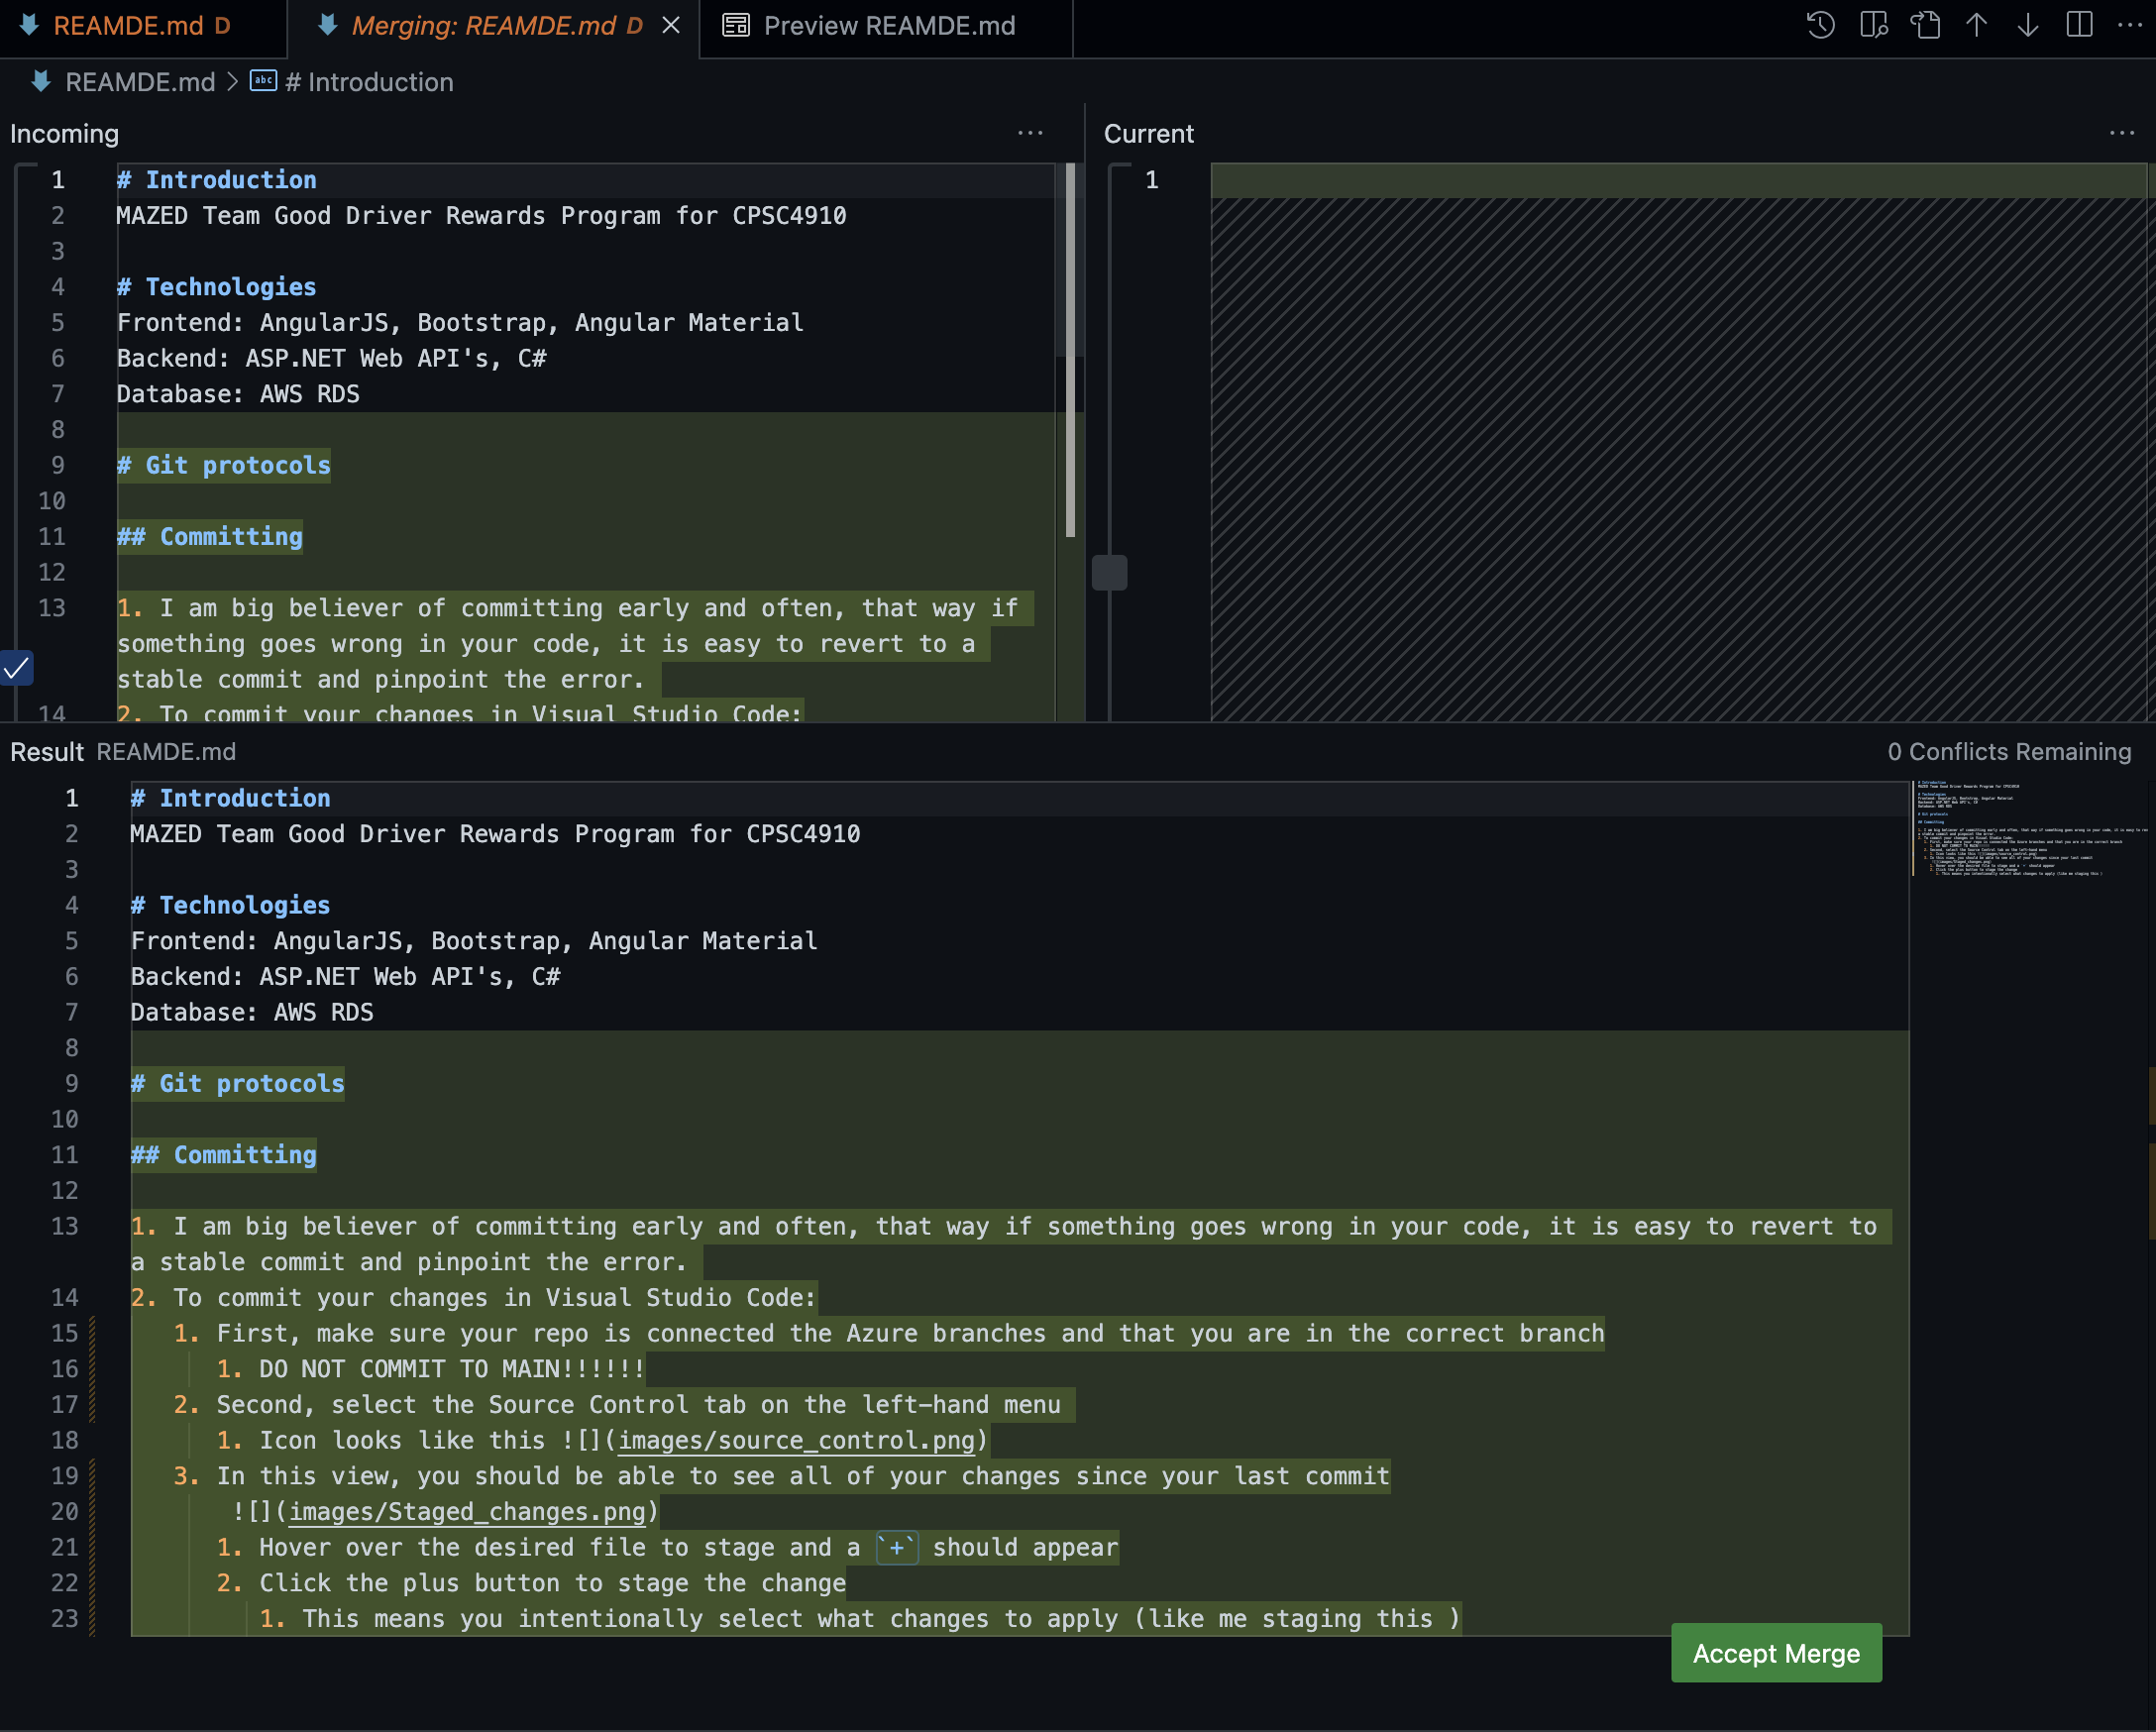 REAMDE.md D
Merging: REAMDE.md D
Preview REAMDE.md
REAMDE.md > abc # Introduction
Incoming
1 # Introduction
2 MAZED Team Good Driver Rewards Program for CPSC4910
3
4 # Technologies
5 Frontend: AngularJS, Bootstrap, Angular Material
6 Backend: ASP.NET Web API's, C#
7 Database: AWS RDS
8
9 # Git protocols
10
11 ## Committing
12
13 1. I am big believer of committing early and often, that way if
something goes wrong in your code, it is easy to revert to a
stable commit and pinpoint the error.
14 2. To commit your changes in Visual Studio Code:
Current
1
Result REAMDE.md
0 Conflicts Remaining
1 # Introduction
2 MAZED Team Good Driver Rewards Program for CPSC4910
3
4 # Technologies
5 Frontend: AngularJS, Bootstrap, Angular Material
6 Backend: ASP.NET Web API's, C#
7 Database: AWS RDS
8
9 # Git protocols
10
11 ## Committing
12
13 1. I am big believer of committing early and often, that way if something goes wrong in your code, it is easy to revert to
a stable commit and pinpoint the error.
14 2. To commit your changes in Visual Studio Code:
15 1. First, make sure your repo is connected the Azure branches and that you are in the correct branch
16 1. DO NOT COMMIT TO MAIN!!!!!!
17 2. Second, select the Source Control tab on the left-hand menu
18 1. Icon looks like this ![](images/source_control.png)
19 3. In this view, you should be able to see all of your changes since your last commit
20 ![](images/Staged_changes.png)
21 1. Hover over the desired file to stage and a `+` should appear
22 2. Click the plus button to stage the change
23 1. This means you intentionally select what changes to apply (like me staging this )
Accept Merge